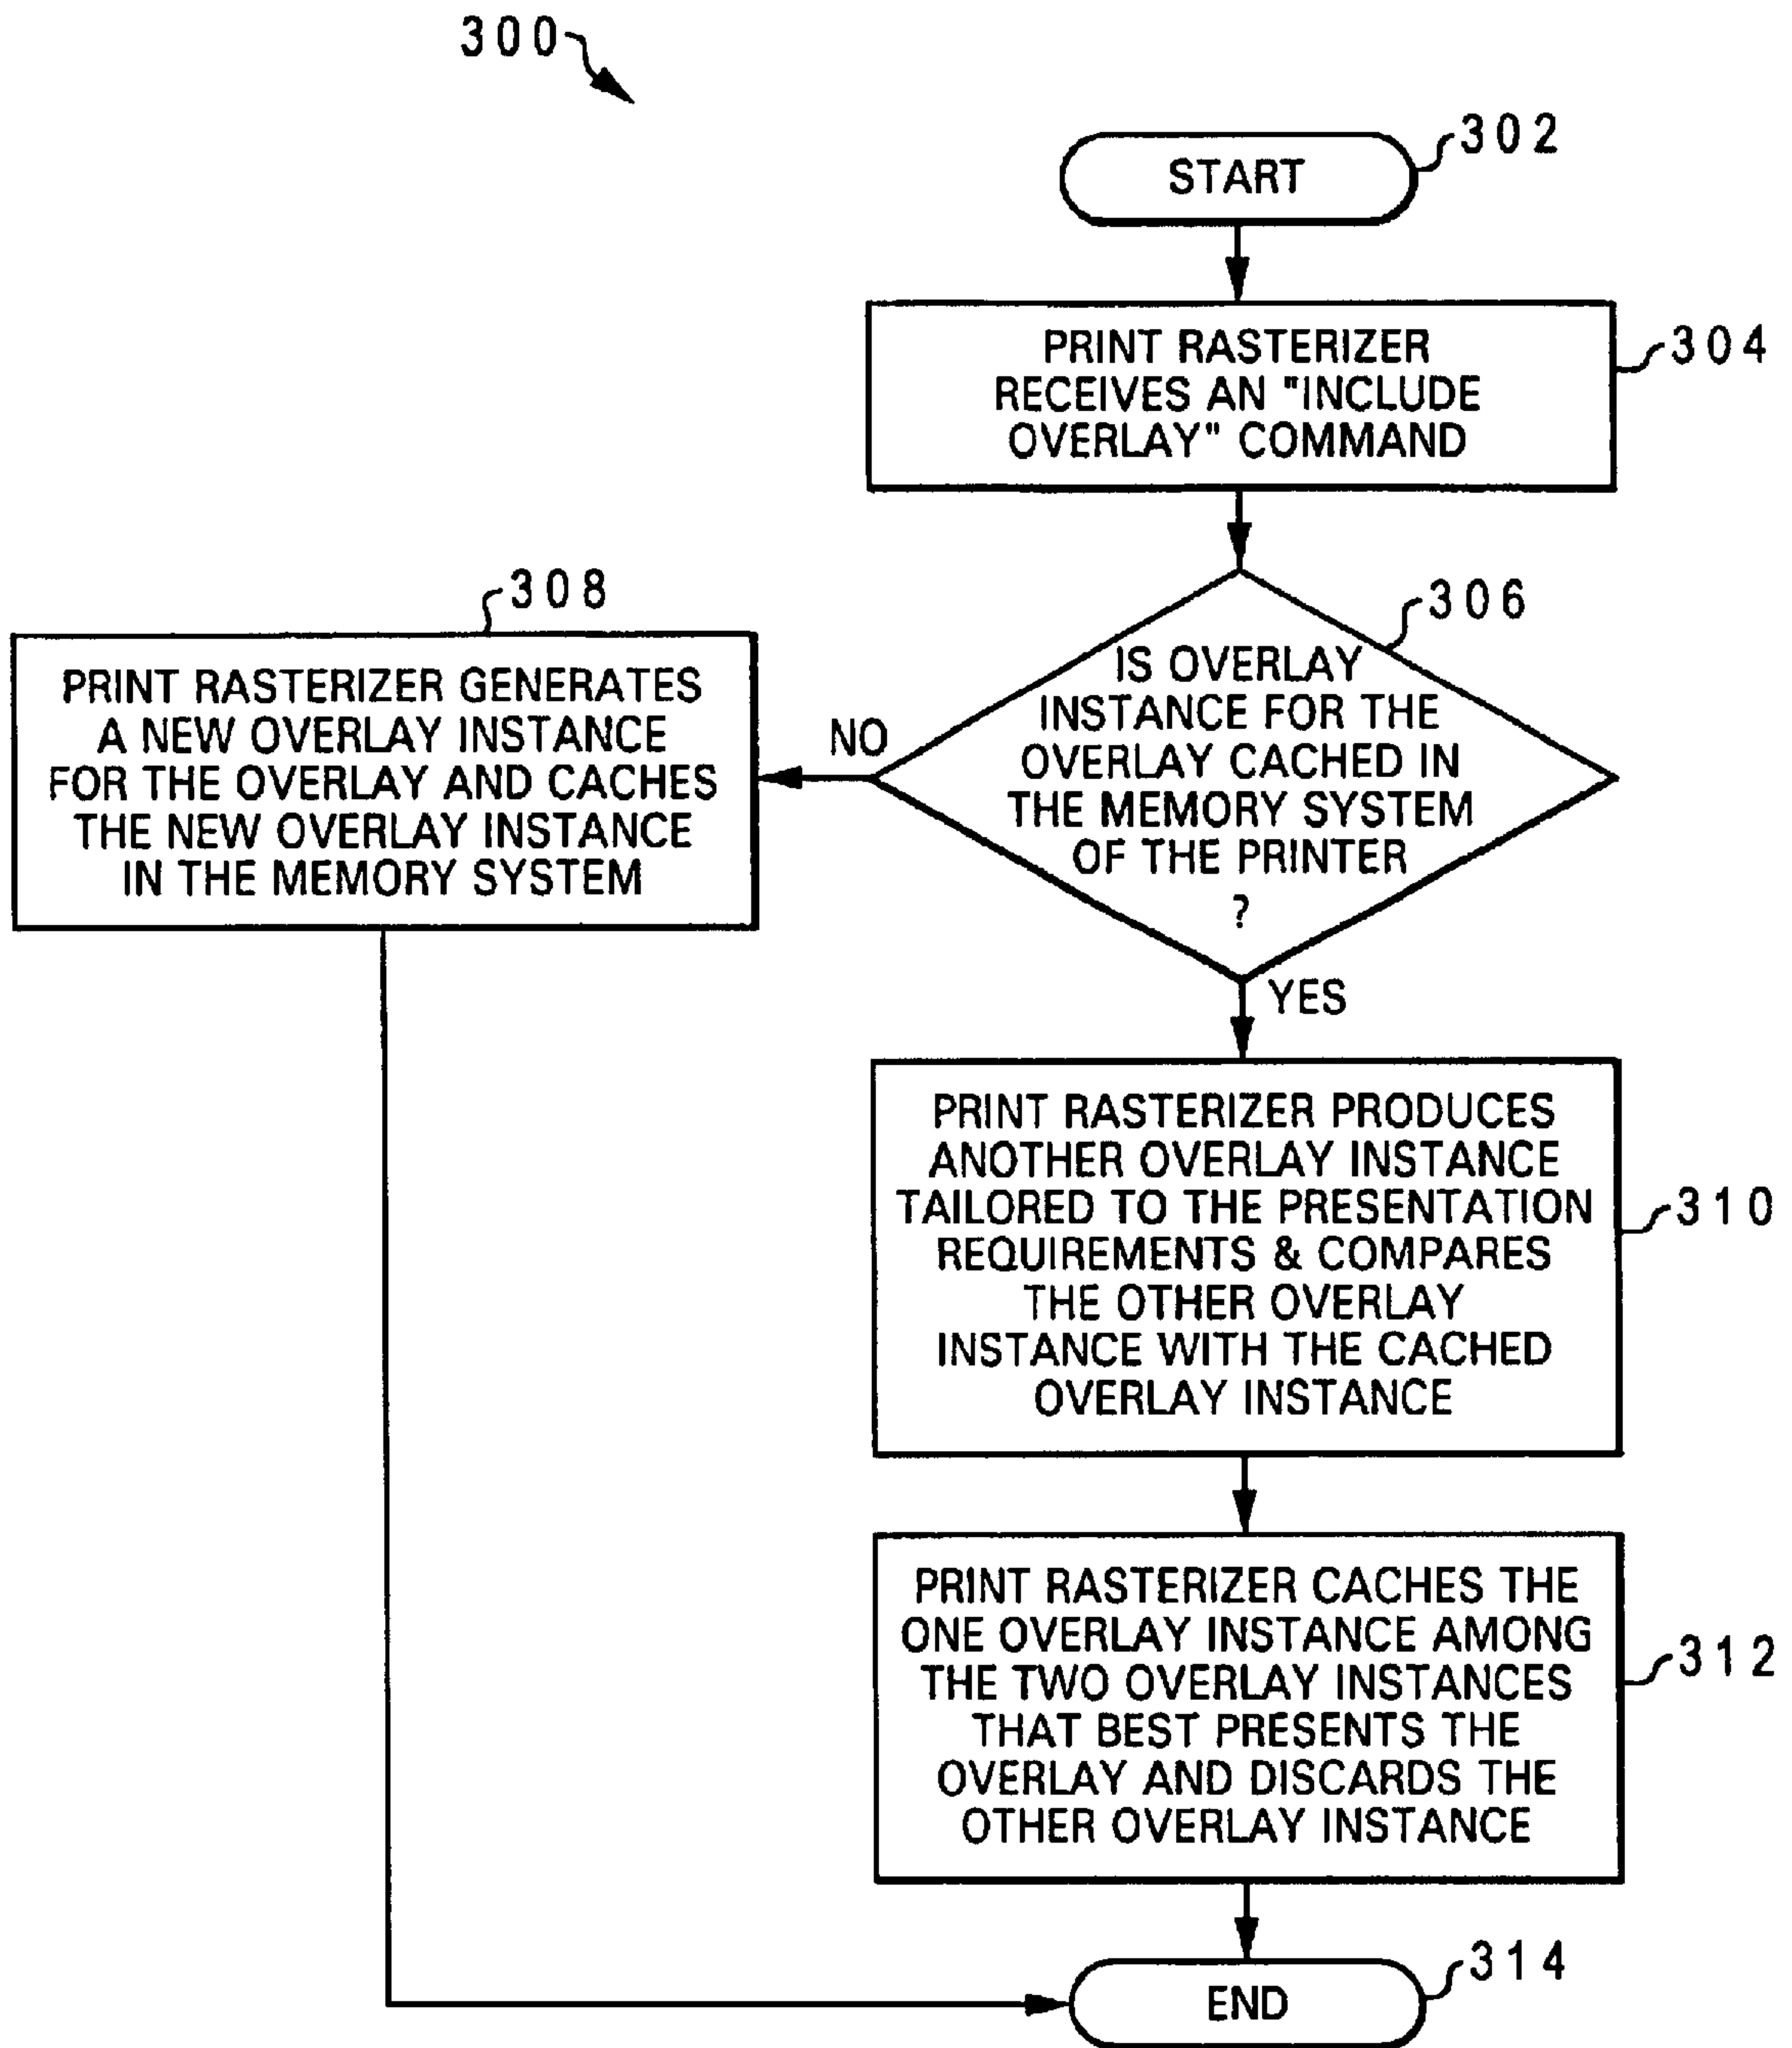 300
302
START
304
PRINT RASTERIZER
RECEIVES AN "INCLUDE
OVERLAY" COMMAND
306
IS OVERLAY
INSTANCE FOR THE
OVERLAY CACHED IN
THE MEMORY SYSTEM
OF THE PRINTER
?
NO
308
PRINT RASTERIZER GENERATES
A NEW OVERLAY INSTANCE
FOR THE OVERLAY AND CACHES
THE NEW OVERLAY INSTANCE
IN THE MEMORY SYSTEM
YES
PRINT RASTERIZER PRODUCES
ANOTHER OVERLAY INSTANCE
TAILORED TO THE PRESENTATION
REQUIREMENTS & COMPARES
THE OTHER OVERLAY
INSTANCE WITH THE CACHED
OVERLAY INSTANCE
310
PRINT RASTERIZER CACHES THE
ONE OVERLAY INSTANCE AMONG
THE TWO OVERLAY INSTANCES
THAT BEST PRESENTS THE
OVERLAY AND DISCARDS THE
OTHER OVERLAY INSTANCE
312
314
END